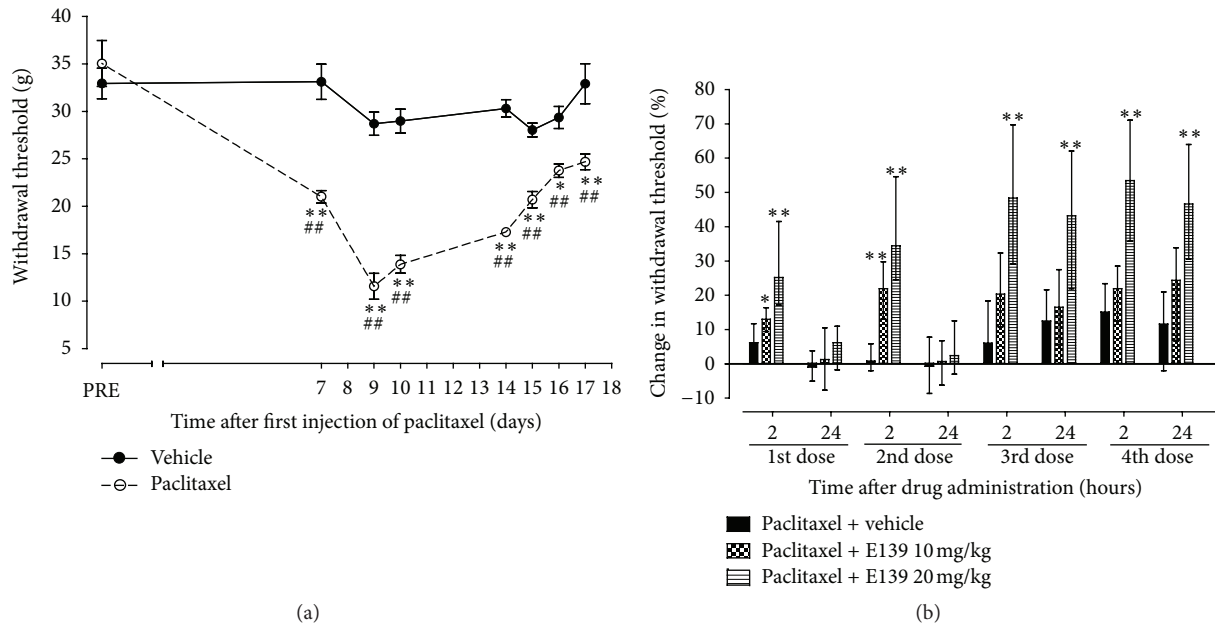 40
35
30
25
20
15
10
5
Withdrawal threshold (g)
** ##
** ##
** ##
** ##
** ##
* ##
** ##
PRE 7 8 9 10 11 12 13 14 15 16 17 18
Time after first injection of paclitaxel (days)
Vehicle
Paclitaxel
(a)
80
70
60
50
40
30
20
10
0
−10
Change in withdrawal threshold (%)
* ** ** ** ** ** ** **
2 24 2 24 2 24 2 24
1st dose 2nd dose 3rd dose 4th dose
Time after drug administration (hours)
Paclitaxel + vehicle
Paclitaxel + E139 10 mg/kg
Paclitaxel + E139 20 mg/kg
(b)